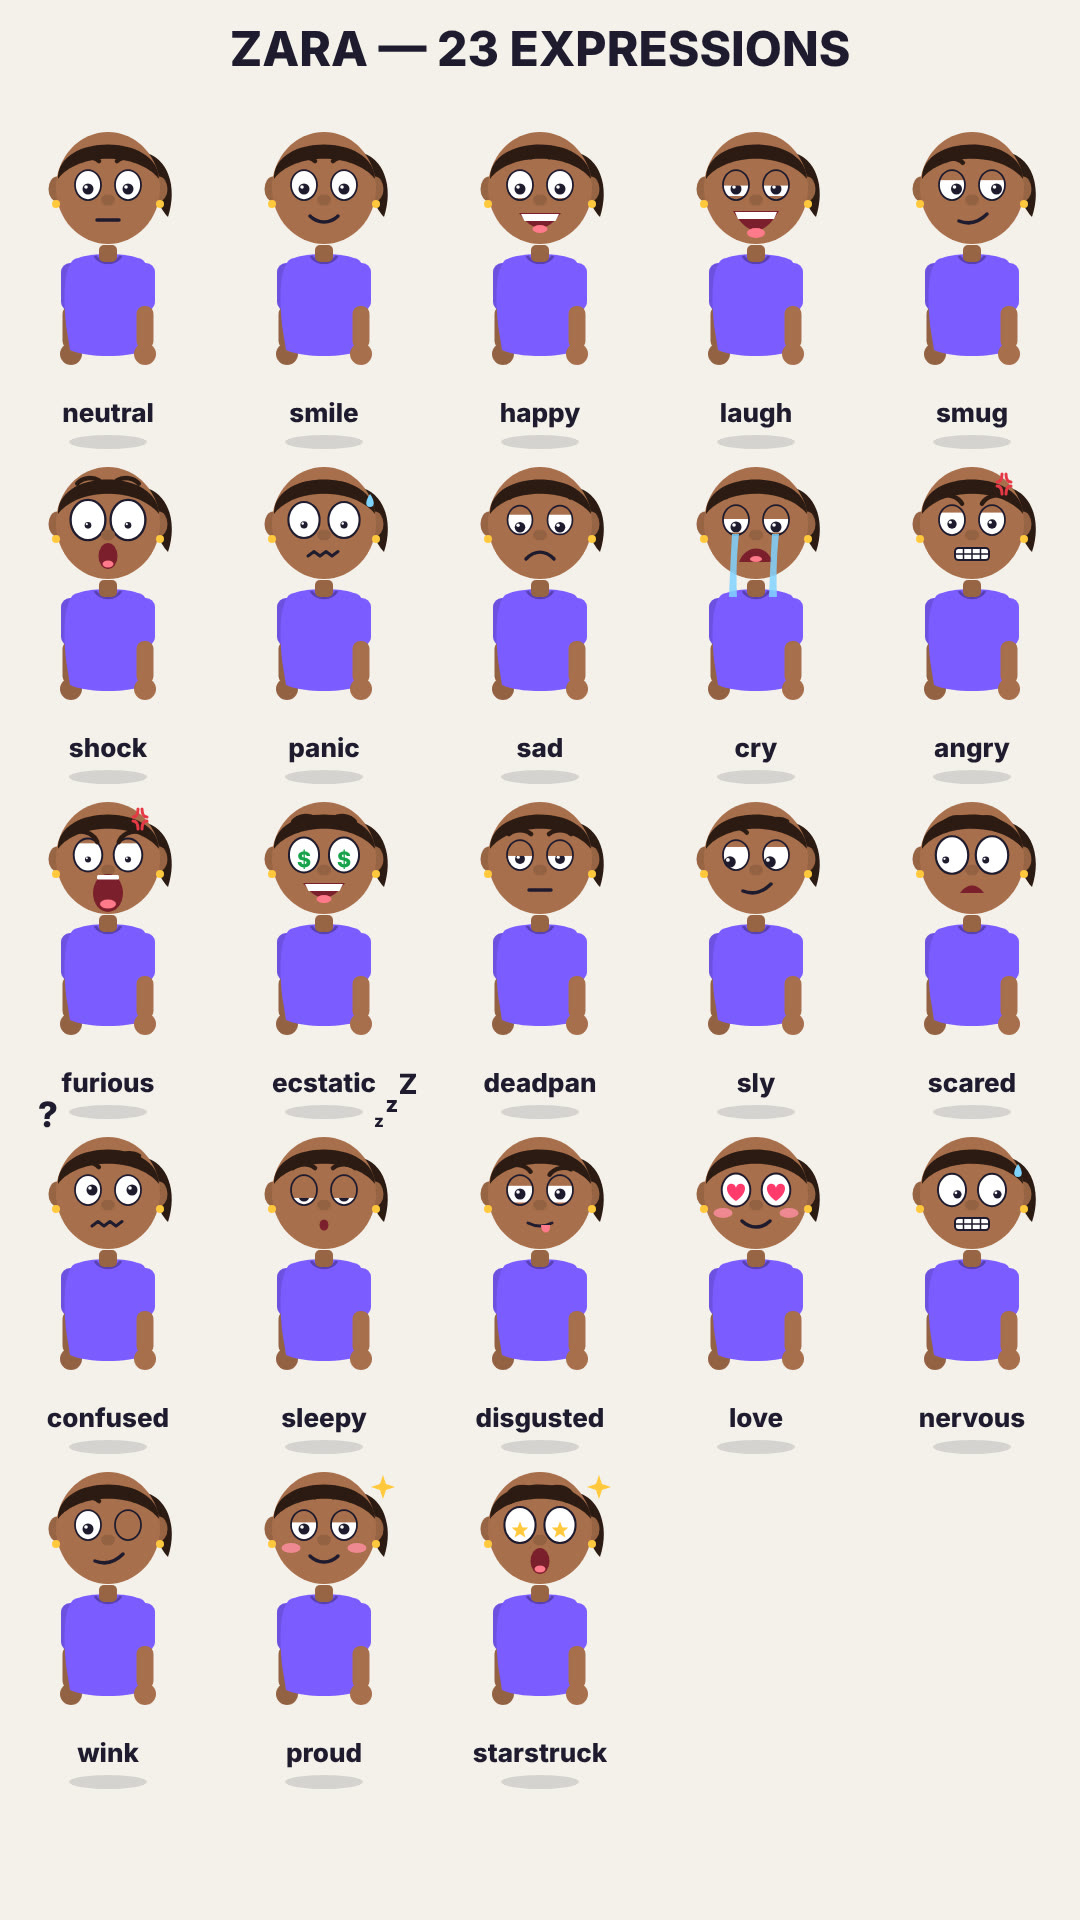 ZARA — 23 EXPRESSIONS
neutral smile happy laugh smug
shock panic sad cry angry
$ $
furious ecstatic deadpan sly scared
? z z Z
confused sleepy disgusted love nervous
wink proud starstruck